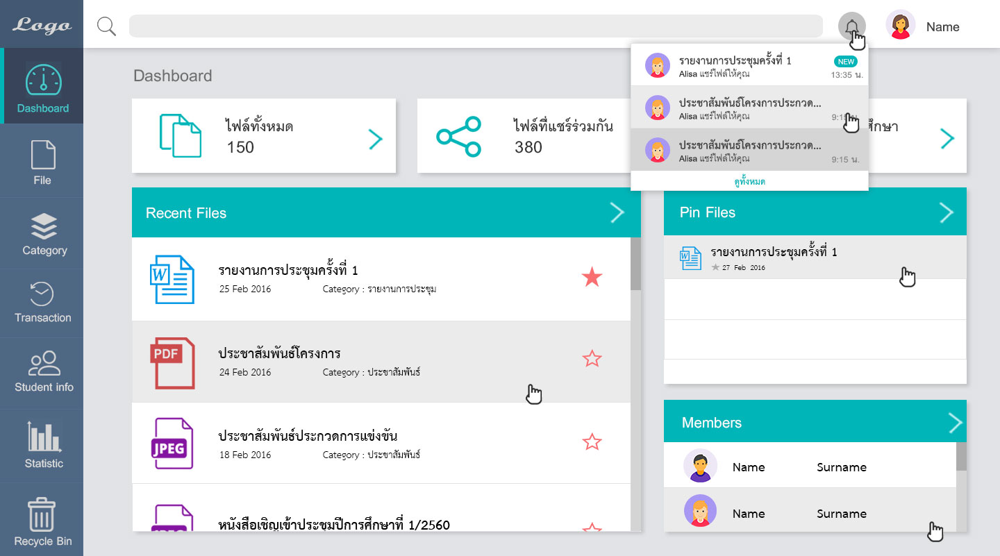 Logo
Name
Dashboard
File
Category
Transaction
Student info
Statistic
Recycle Bin
Dashboard
ไฟล์ทั้งหมด
150
ไฟล์ที่แชร์ร่วมกัน
380
รายงานการประชุมครั้งที่ 1
NEW
Alisa แชร์ไฟล์ให้คุณ
13:35 น.
ประชาสัมพันธ์โครงการประกวด...
Alisa แชร์ไฟล์ให้คุณ
ประชาสัมพันธ์โครงการประกวด...
Alisa แชร์ไฟล์ให้คุณ
9:15 น.
ดูทั้งหมด
Recent Files
W
รายงานการประชุมครั้งที่ 1
25 Feb 2016 Category : รายงานการประชุม
PDF
ประชาสัมพันธ์โครงการ
24 Feb 2016 Category : ประชาสัมพันธ์
JPEG
ประชาสัมพันธ์ประกวดการแข่งขัน
18 Feb 2016 Category : ประชาสัมพันธ์
หนังสือเชิญเข้าประชุมปีการศึกษาที่ 1/2560
Pin Files
W
รายงานการประชุมครั้งที่ 1
27 Feb 2016
Members
Name Surname
Name Surname